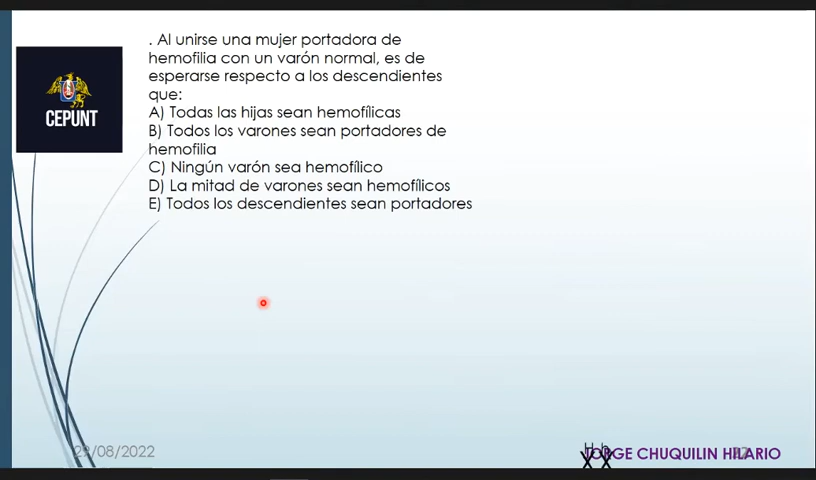 . Al unirse una mujer portadora de
hemofilia con un varón normal, es de
esperarse respecto a los descendientes
que:
A) Todas las hijas sean hemofílicas
B) Todos los varones sean portadores de
hemofilia
C) Ningún varón sea hemofílico
D) La mitad de varones sean hemofílicos
E) Todos los descendientes sean portadores
CEPUNT
/08/2022
H h
X X
JORGE CHUQUILIN HILARIO